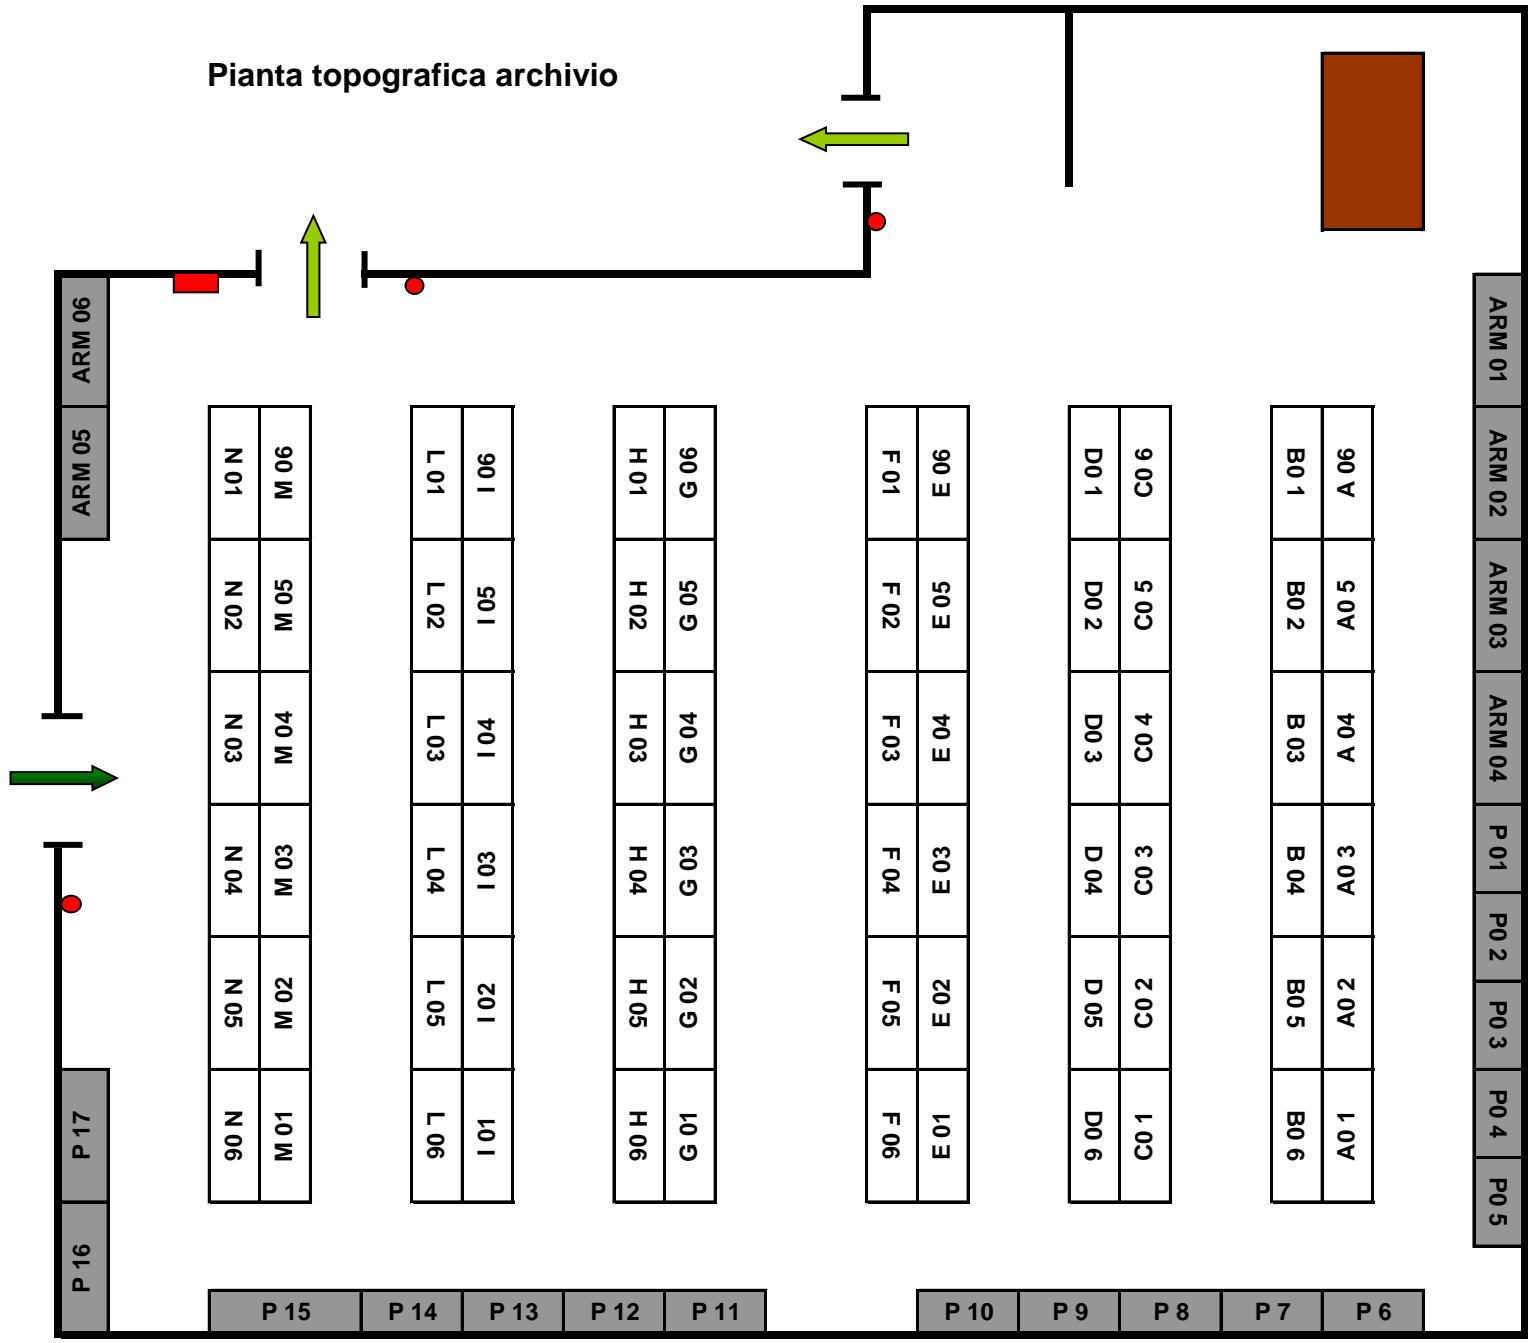 Pianta topografica archivio
ARM 06
ARM 05
P 17
P 16
N 01
N 02
N 03
N 04
N 05
N 06
M 06
M 05
M 04
M 03
M 02
M 01
L 01
L 02
L 03
L 04
L 05
L 06
I 06
I 05
I 04
I 03
I 02
I 01
H 01
H 02
H 03
H 04
H 05
H 06
G 06
G 05
G 04
G 03
G 02
G 01
F 01
F 02
F 03
F 04
F 05
F 06
E 06
E 05
E 04
E 03
E 02
E 01
D0 1
D0 2
D0 3
D 04
D 05
D0 6
C0 6
C0 5
C0 4
C0 3
C0 2
C0 1
B0 1
B0 2
B 03
B 04
B0 5
B0 6
A 06
A0 5
A 04
A0 3
A0 2
A0 1
ARM 01
ARM 02
ARM 03
ARM 04
P 01
P0 2
P0 3
P0 4
P0 5
P 15
P 14
P 13
P 12
P 11
P 10
P 9
P 8
P 7
P 6